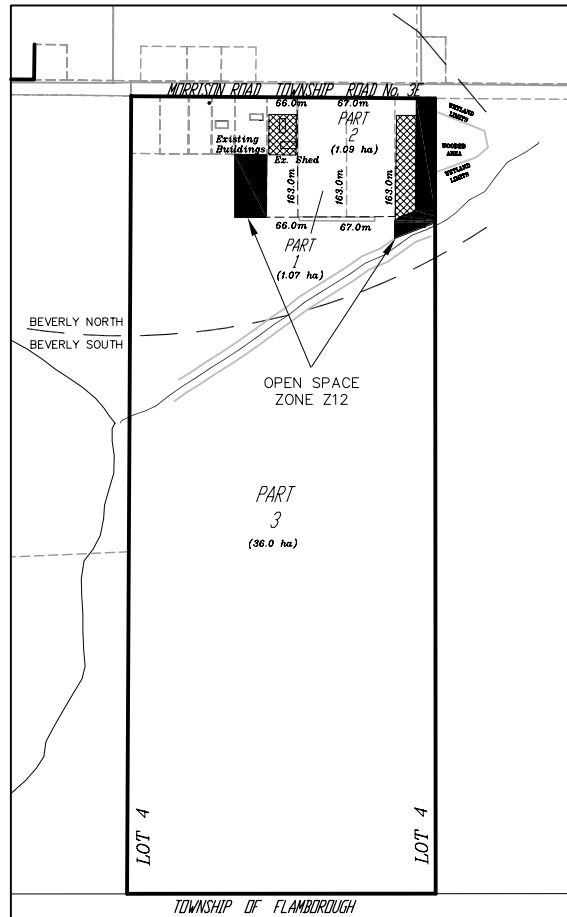 MORRISON ROAD TOWNSHIP ROAD No. 3E
66.0m 67.0m
PART
2
(1.09 ha)
WETLAND
LIMITS
WOODED
AREA
WETLAND
LIMITS
Existing
Buildings
Ex. Shed
163.0m 163.0m 163.0m
66.0m 67.0m
PART
1
(1.07 ha)
BEVERLY NORTH
BEVERLY SOUTH
OPEN SPACE
ZONE Z12
PART
3
(36.0 ha)
LOT 4
LOT 4
TOWNSHIP OF FLAMBOROUGH